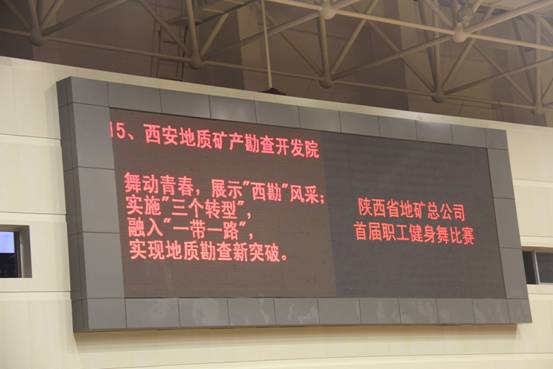 15、西安地质矿产勘查开发院
舞动青春，展示"西勘"风采；
实施"三个转型"，
融入"一带一路"，
实现地质勘查新突破。
陕西省地矿总公司
首届职工健身舞比赛